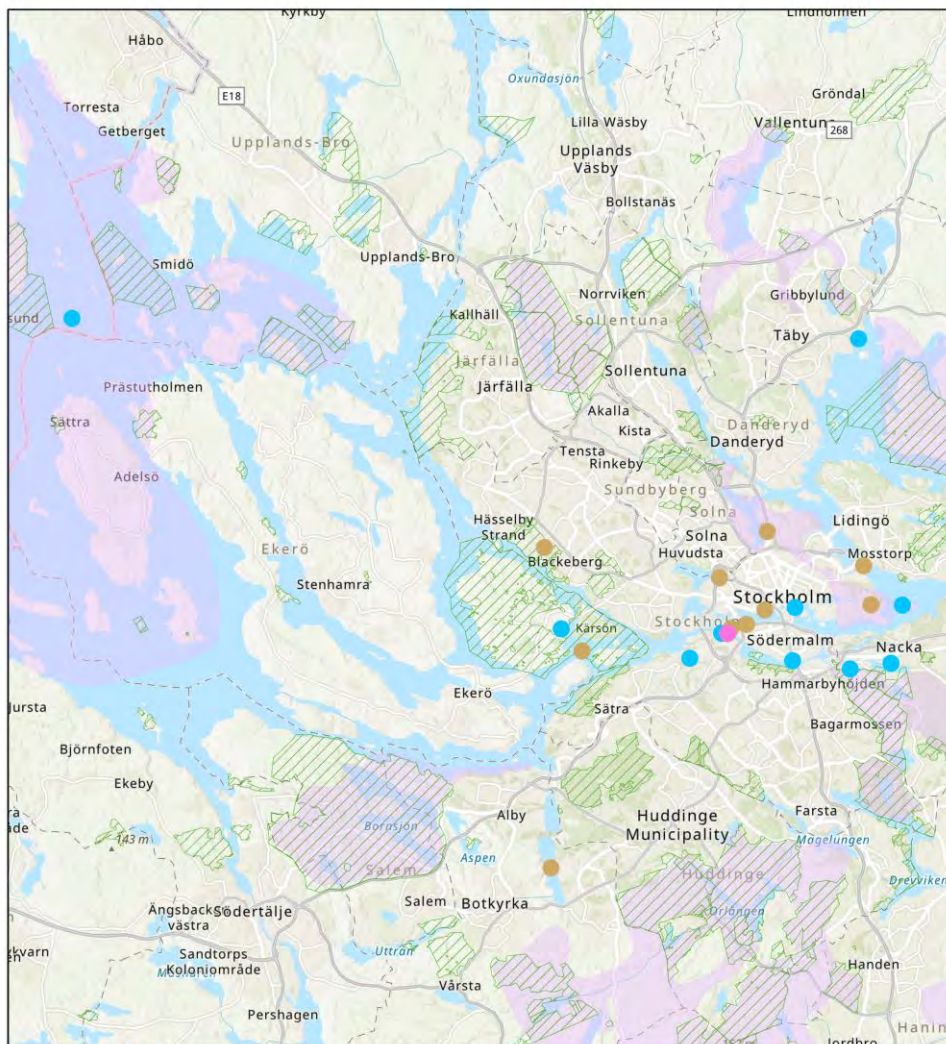 Kyrkby
Lindholmen
Håbo
Oxundasjön
E18
Gröndal
Torresta
Lilla Wäsby
Vallentuna
Getberget
268
Upplands-Bro
Upplands
Väsby
Bollstanäs
Upplands-Bro
Smidö
Norrviken
Gribbylund
sund
Kallhäll
Sollentuna
Täby
Järfälla
Sollentuna
Prästutholmen
Järfälla
Akalla
Sättra
Kista
Danderyd
Danderyd
Tensta
Rinkeby
Adelsö
Sundbyberg
Solna
Hässelby
Strand
Solna
Lidingö
Ekerö
Huvudsta
Mosstorp
Blackeberg
Stenhamra
Stockholm
Stockholm
Kärsön
Södermalm
Nacka
Ekerö
Hammarbyhöjden
Jursta
Sätra
Bagarmossen
Björnfoten
Ekeby
Farsta
Alby
Huddinge
Municipality
143 m
Bornsjön
Magelungen
Aspen
Salem
Huddinge
Drevviken
Salem
Botkyrka
Orlången
Södertälje
västra
Uttran
Sandtorps
Koloniområde
Handen
Vårsta
Pershagen
Jordbro